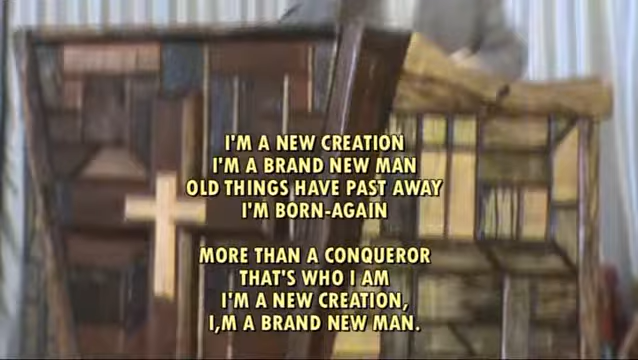 I'M A NEW CREATION
I'M A BRAND NEW MAN
OLD THINGS HAVE PAST AWAY
I'M BORN-AGAIN
MORE THAN A CONQUEROR
THAT'S WHO I AM
I'M A NEW CREATION,
I,M A BRAND NEW MAN.